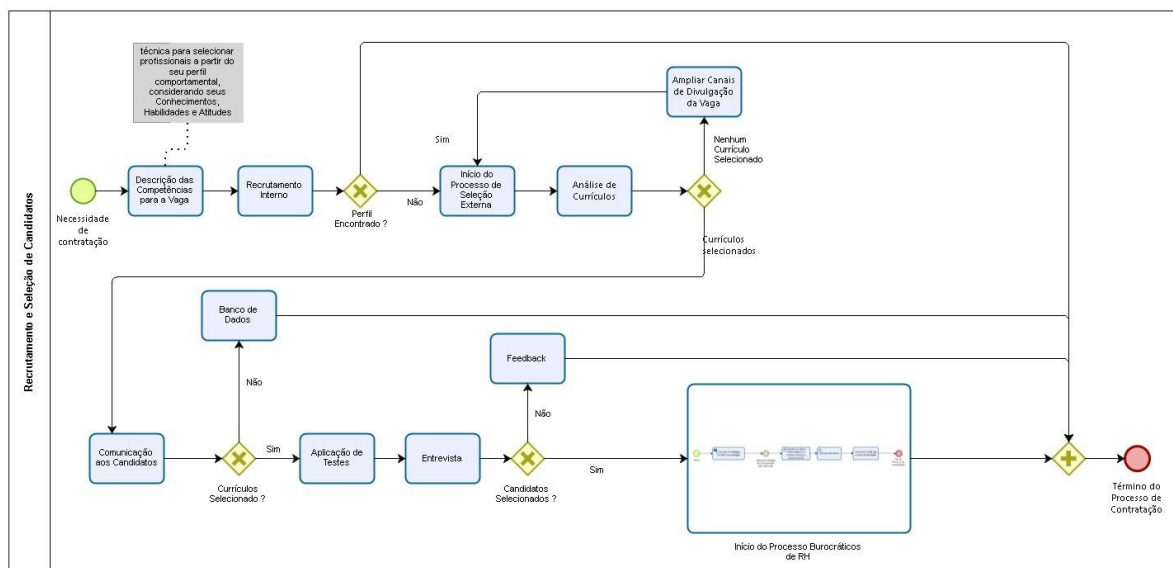 Recrutamento e Seleção de Candidatos
técnica para selecionar
profissionais a partir do
seu perfil
comportamental,
considerando seus
Conhecimentos,
Habilidades e Atitudes
Necessidade
de
contratação
Descrição das
Competências
para a Vaga
Recrutamento
Interno
Perfil
Encontrado ?
Não
Sim
Início do
Processo de
Seleção
Externa
Análise de
Currículos
Ampliar Canais
de Divulgação
da Vaga
Nenhum
Currículo
Selecionado
Currículos
selecionados
Banco de
Dados
Não
Comunicação
aos Candidatos
Currículos
Selecionado ?
Sim
Aplicação de
Testes
Entrevista
Feedback
Não
Candidatos
Selecionados ?
Sim
Início do Processo Burocráticos
de RH
Término do
Processo de
Contratação